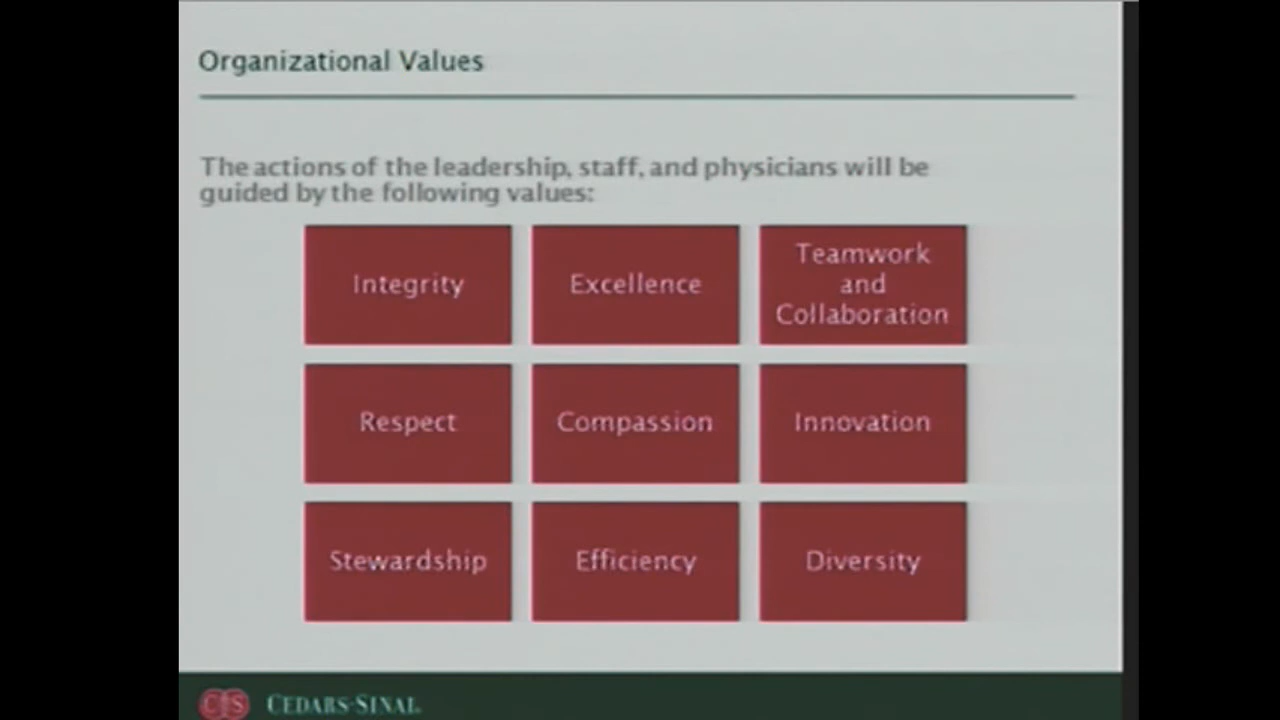 Organizational Values
The actions of the leadership, staff, and physicians will be
guided by the following values:
Integrity
Excellence
Teamwork
and
Collaboration
Respect
Compassion
Innovation
Stewardship
Efficiency
Diversity
CS CEDARS-SINAI.